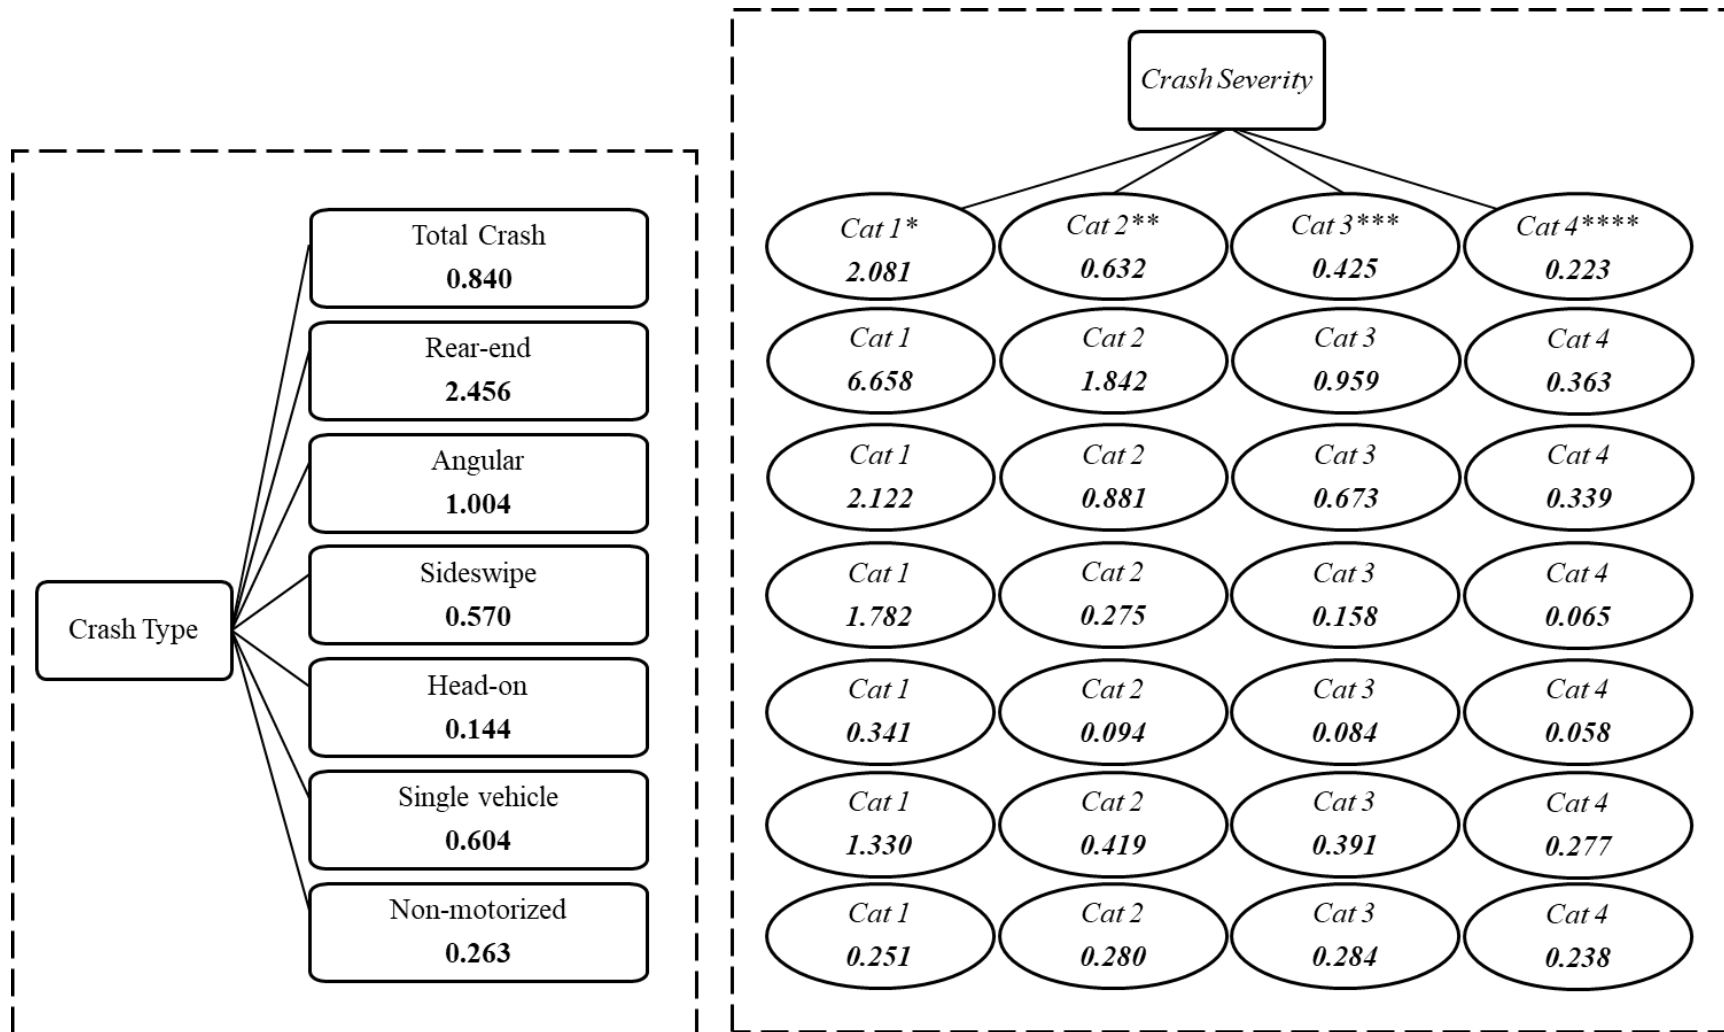 Crash Type
Total Crash
0.840
Rear-end
2.456
Angular
1.004
Sideswipe
0.570
Head-on
0.144
Single vehicle
0.604
Non-motorized
0.263
Crash Severity
Cat 1* Cat 2** Cat 3*** Cat 4****
2.081 0.632 0.425 0.223
Cat 1 Cat 2 Cat 3 Cat 4
6.658 1.842 0.959 0.363
Cat 1 Cat 2 Cat 3 Cat 4
2.122 0.881 0.673 0.339
Cat 1 Cat 2 Cat 3 Cat 4
1.782 0.275 0.158 0.065
Cat 1 Cat 2 Cat 3 Cat 4
0.341 0.094 0.084 0.058
Cat 1 Cat 2 Cat 3 Cat 4
1.330 0.419 0.391 0.277
Cat 1 Cat 2 Cat 3 Cat 4
0.251 0.280 0.284 0.238